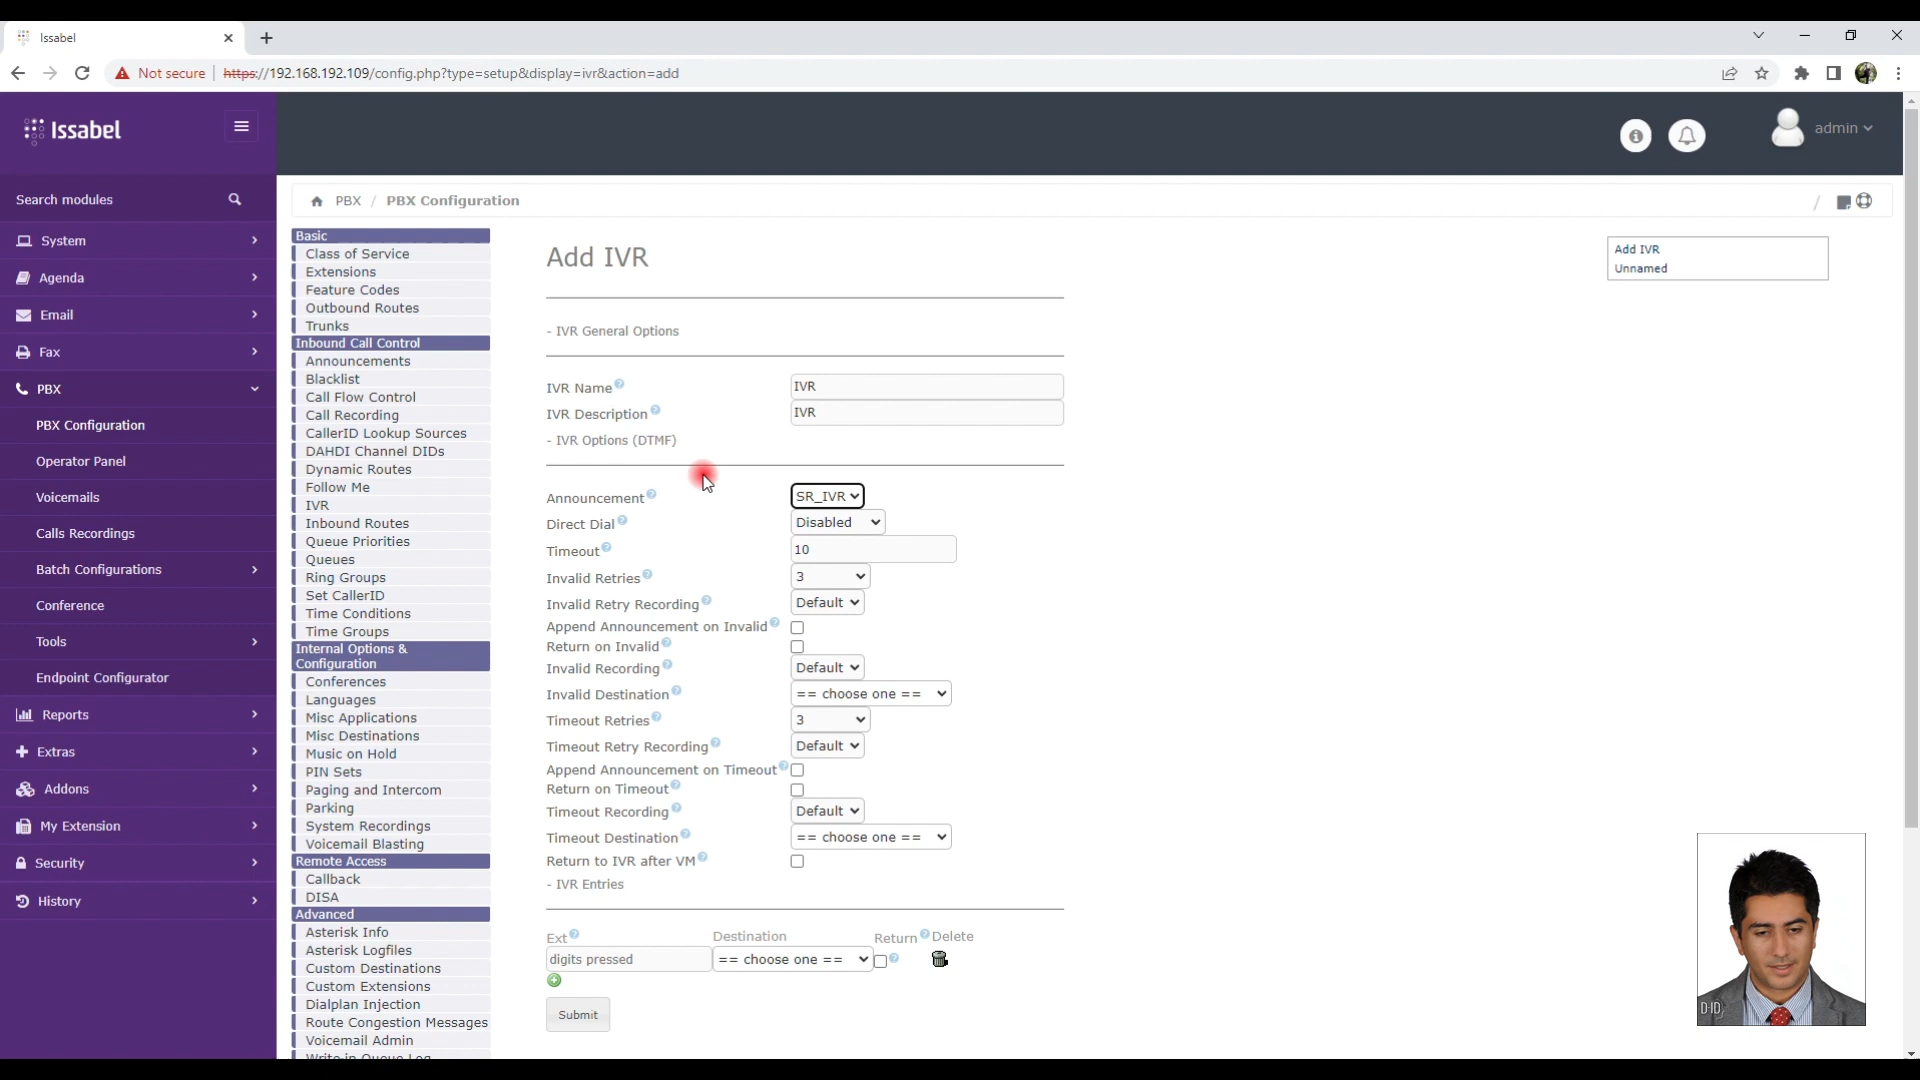 Issabel
Not secure
https://192.168.192.109/config.php?type=setup&display=ivr&action=add
Issabel
admin
Search modules
System
Agenda
Email
Fax
PBX
PBX Configuration
Operator Panel
Voicemails
Calls Recordings
Batch Configurations
Conference
Tools
Endpoint Configurator
Reports
Extras
Addons
My Extension
Security
History
PBX / PBX Configuration /
Basic
Class of Service
Extensions
Feature Codes
Outbound Routes
Trunks
Inbound Call Control
Announcements
Blacklist
Call Flow Control
Call Recording
CallerID Lookup Sources
DAHDI Channel DIDs
Dynamic Routes
Follow Me
IVR
Inbound Routes
Queue Priorities
Queues
Ring Groups
Set CallerID
Time Conditions
Time Groups
Internal Options &
Configuration
Conferences
Languages
Misc Applications
Misc Destinations
Music on Hold
PIN Sets
Paging and Intercom
Parking
System Recordings
Voicemail Blasting
Remote Access
Callback
DISA
Advanced
Asterisk Info
Asterisk Logfiles
Custom Destinations
Custom Extensions
Dialplan Injection
Route Congestion Messages
Voicemail Admin
Write in Queue Log
Add IVR
- IVR General Options
IVR Name IVR
IVR Description IVR
- IVR Options (DTMF)
Announcement SR_IVR
Direct Dial Disabled
Timeout 10
Invalid Retries 3
Invalid Retry Recording Default
Append Announcement on Invalid
Return on Invalid
Invalid Recording Default
Invalid Destination == choose one ==
Timeout Retries 3
Timeout Retry Recording Default
Append Announcement on Timeout
Return on Timeout
Timeout Recording Default
Timeout Destination == choose one ==
Return to IVR after VM
- IVR Entries
Ext Destination Return Delete
digits pressed == choose one ==
Submit
Add IVR
Unnamed
D-ID